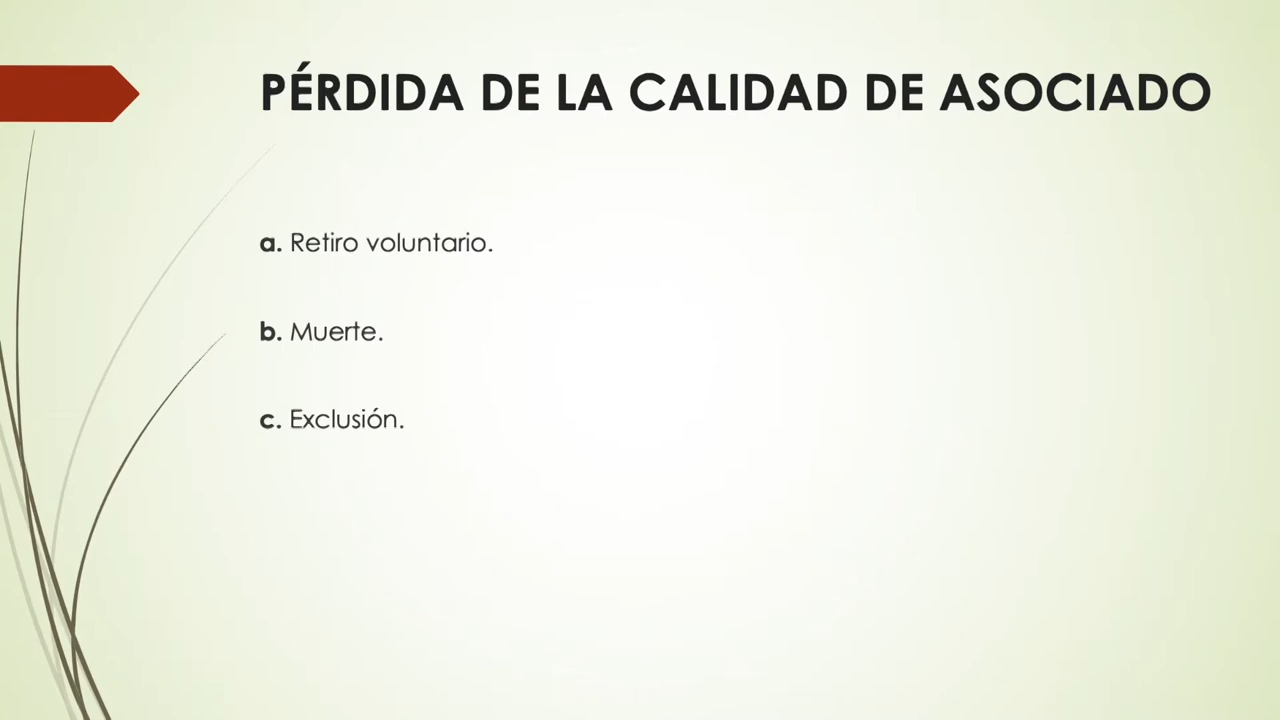 PÉRDIDA DE LA CALIDAD DE ASOCIADO
a. Retiro voluntario.
b. Muerte.
c. Exclusión.